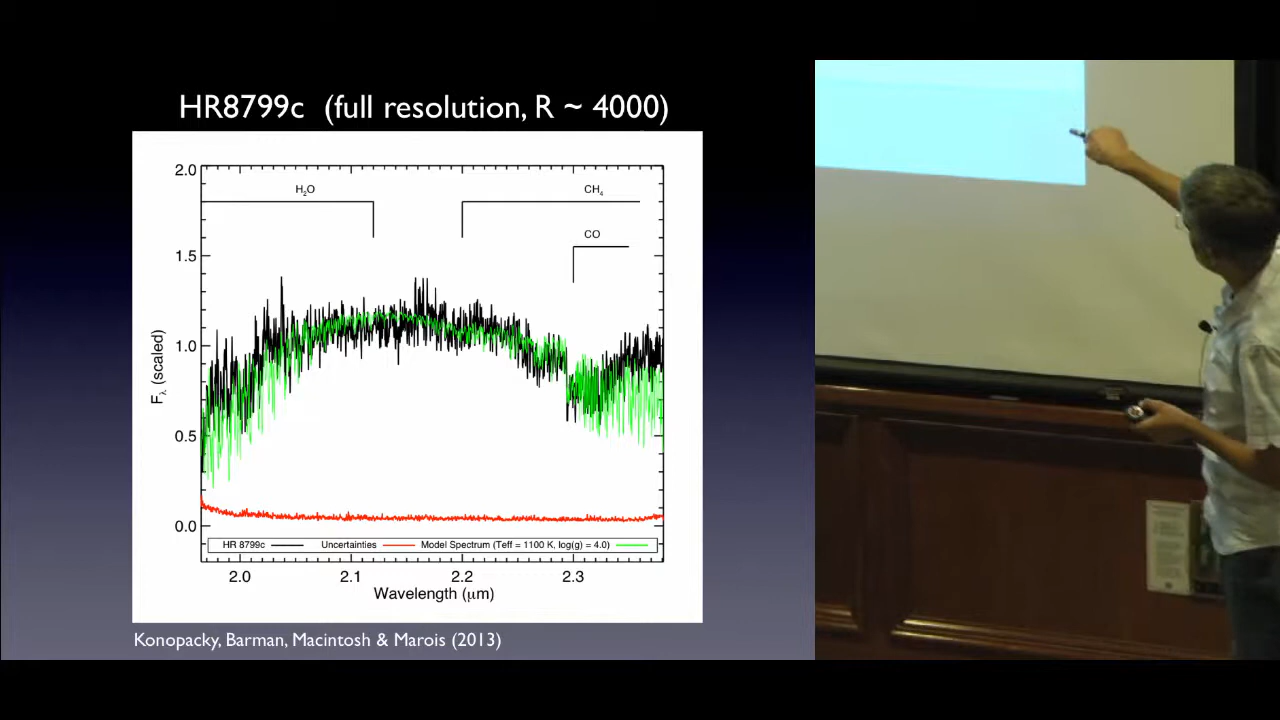 HR8799c (full resolution, R ~ 4000)
2.0
1.5
1.0
0.5
0.0
H₂O
CH₄
CO
Fλ (scaled)
HR 8799c Uncertainties Model Spectrum (Teff = 1100 K, log(g) = 4.0)
2.0 2.1 2.2 2.3
Wavelength (μm)
Konopacky, Barman, Macintosh & Marois (2013)